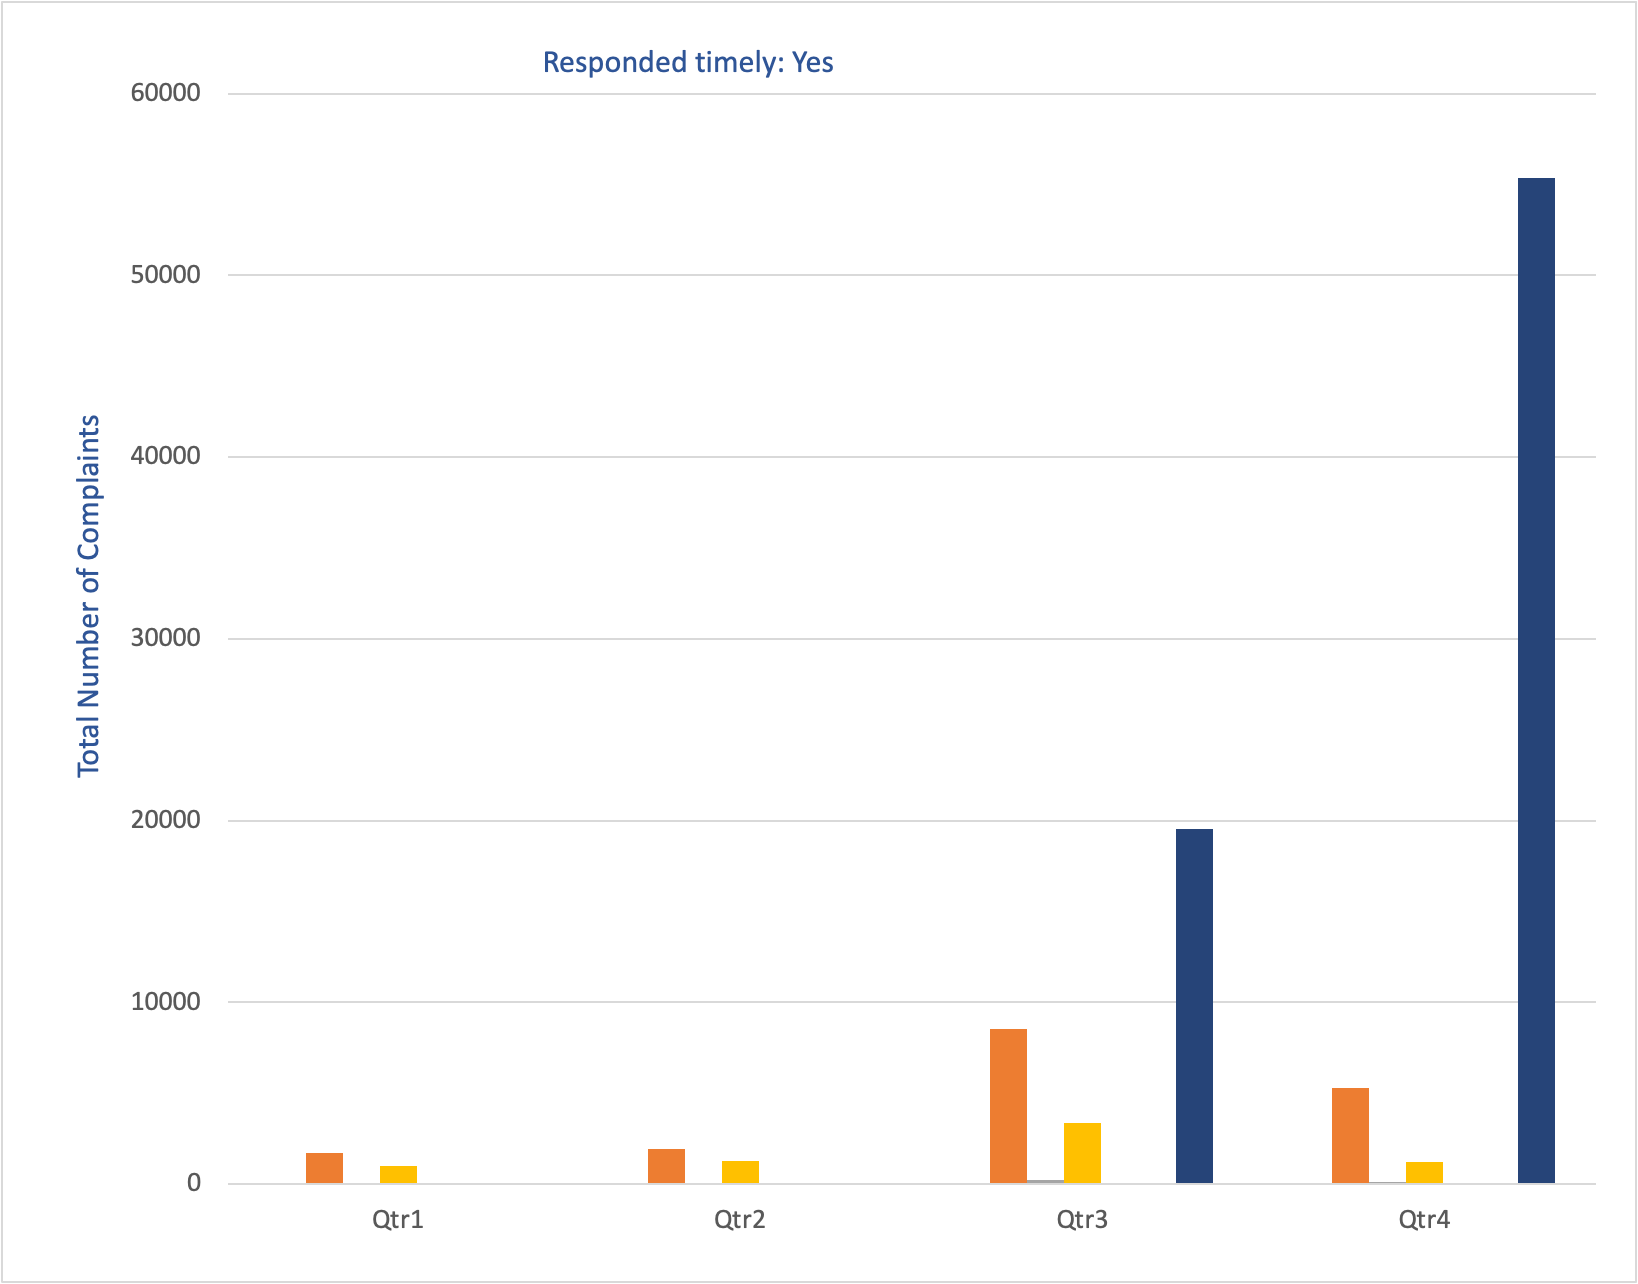 Responded timely: Yes
60000
50000
40000
30000
20000
10000
0
Total Number of Complaints
Qtr1 Qtr2 Qtr3 Qtr4